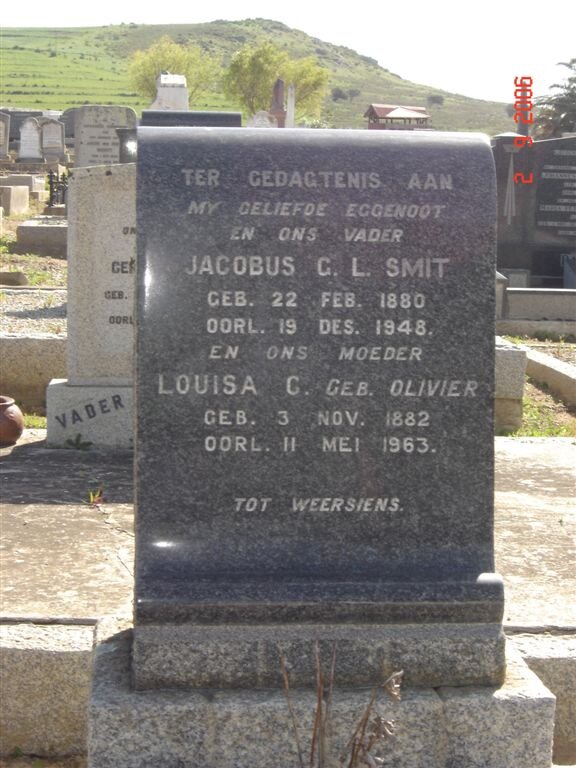 TER GEDAGTENIS AAN
MY GELIEFDE EGGENOOT
EN ONS VADER
JACOBUS G. L. SMIT
GEB. 22 FEB. 1880
OORL. 19 DES. 1948.
EN ONS MOEDER
LOUISA C. GEB. OLIVIER
GEB. 3 NOV. 1882
OORL. 11 MEI 1963.
TOT WEERSIENS.
VADER
2 9 2006